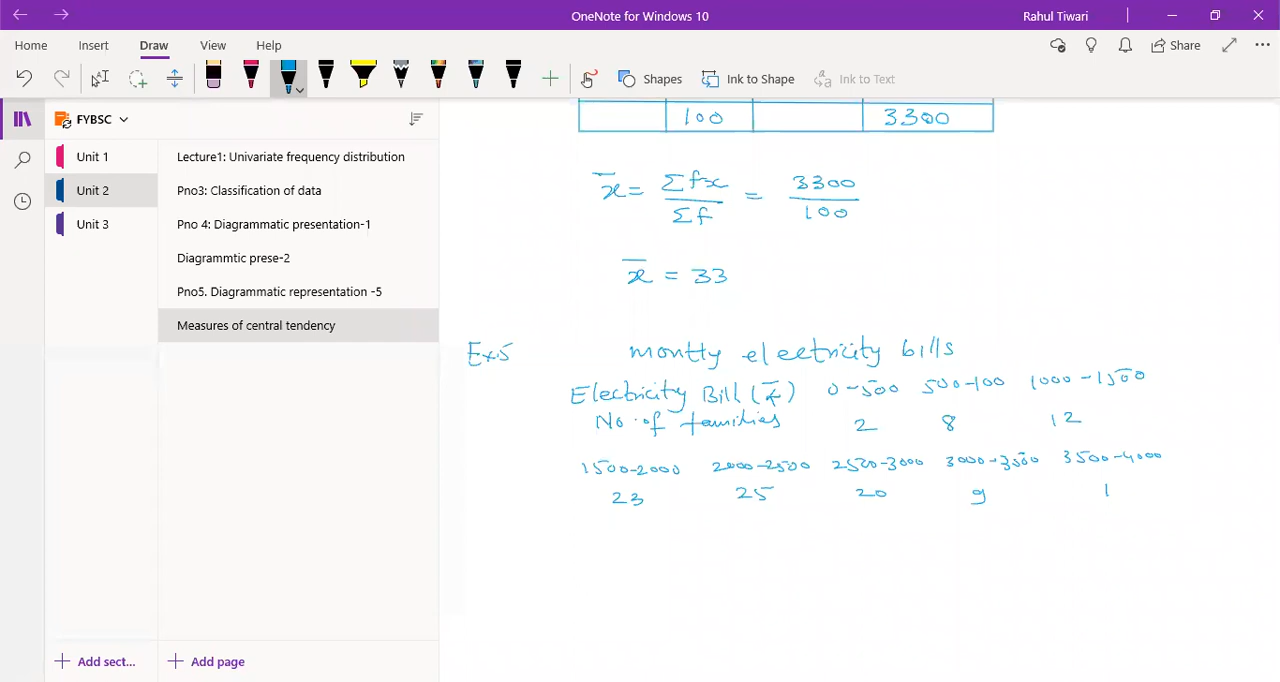 OneNote for Windows 10
Rahul Tiwari
Home Insert Draw View Help
Share
Shapes
Ink to Shape
Ink to Text
FYBSC
Unit 1
Unit 2
Unit 3
Lecture1: Univariate frequency distribution
Pno3: Classification of data
Pno 4: Diagrammatic presentation-1
Diagrammtic prese-2
Pno5. Diagrammatic representation -5
Measures of central tendency
Add sect...
Add page
100 3300
x̄ = Σfx / Σf = 3300 / 100
x̄ = 33
Ex.5 montly electricity bills
Electricity Bill (₹) 0-500 500-100 1000-1500
No. of families 2 8 12
1500-2000 2000-2500 2500-3000 3000-3500 3500-4000
23 25 20 9 1